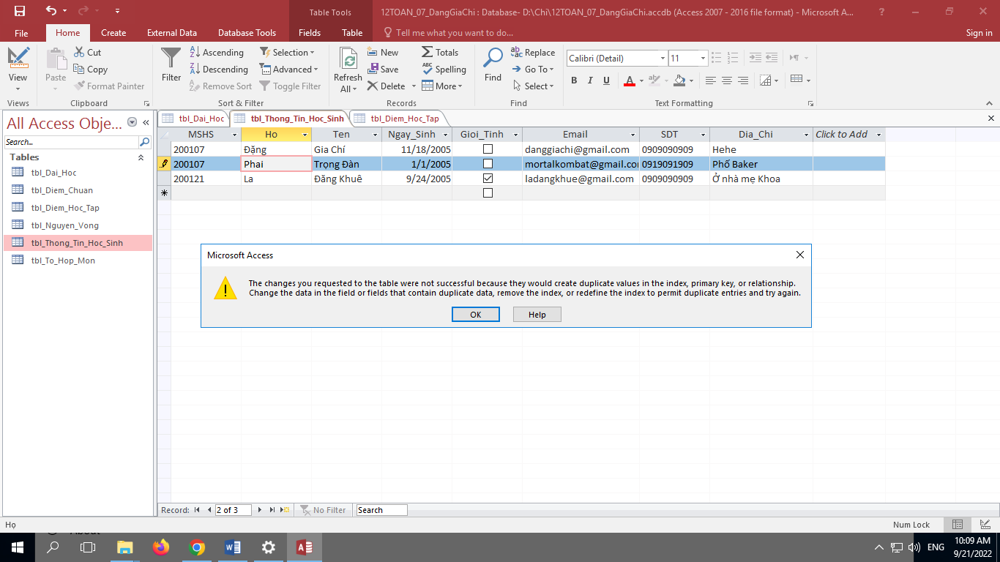 Table Tools
12TOAN_07_DangGiaChi : Database- D:\Chi\12TOAN_07_DangGiaChi.accdb (Access 2007 - 2016 file format) - Microsoft A...
File Home Create External Data Database Tools Fields Table Tell me what you want to do... Sign in
View Paste Cut Filter Ascending Selection Refresh All New Totals Find Replace Calibri (Detail) 11
Copy Descending Advanced Save Spelling Go To
Format Painter Remove Sort Toggle Filter Delete More Select B I U A ab
Views Clipboard Sort & Filter Records Find Text Formatting
All Access Obje... tbl_Dai_Hoc tbl_Thong_Tin_Hoc_Sinh tbl_Diem_Hoc_Tap
Search...
Tables
tbl_Dai_Hoc
tbl_Diem_Chuan
tbl_Diem_Hoc_Tap
tbl_Nguyen_Vong
tbl_Thong_Tin_Hoc_Sinh
tbl_To_Hop_Mon
MSHS Ho Ten Ngay_Sinh Gioi_Tinh Email SDT Dia_Chi Click to Add
200107 Đặng Gia Chí 11/18/2005 danggiachi@gmail.com 0909090909 Hehe
200107 Phai Trọng Đàn 1/1/2005 mortalkombat@gmail.co 0919091909 Phố Baker
200121 La Đăng Khuê 9/24/2005 ladangkhue@gmail.com 0909090909 Ở nhà mẹ Khoa
Microsoft Access
The changes you requested to the table were not successful because they would create duplicate values in the index, primary key, or relationship.
Change the data in the field or fields that contain duplicate data, remove the index, or redefine the index to permit duplicate entries and try again.
OK Help
Record: 2 of 3 No Filter Search
Họ Num Lock
ENG 10:09 AM
9/21/2022